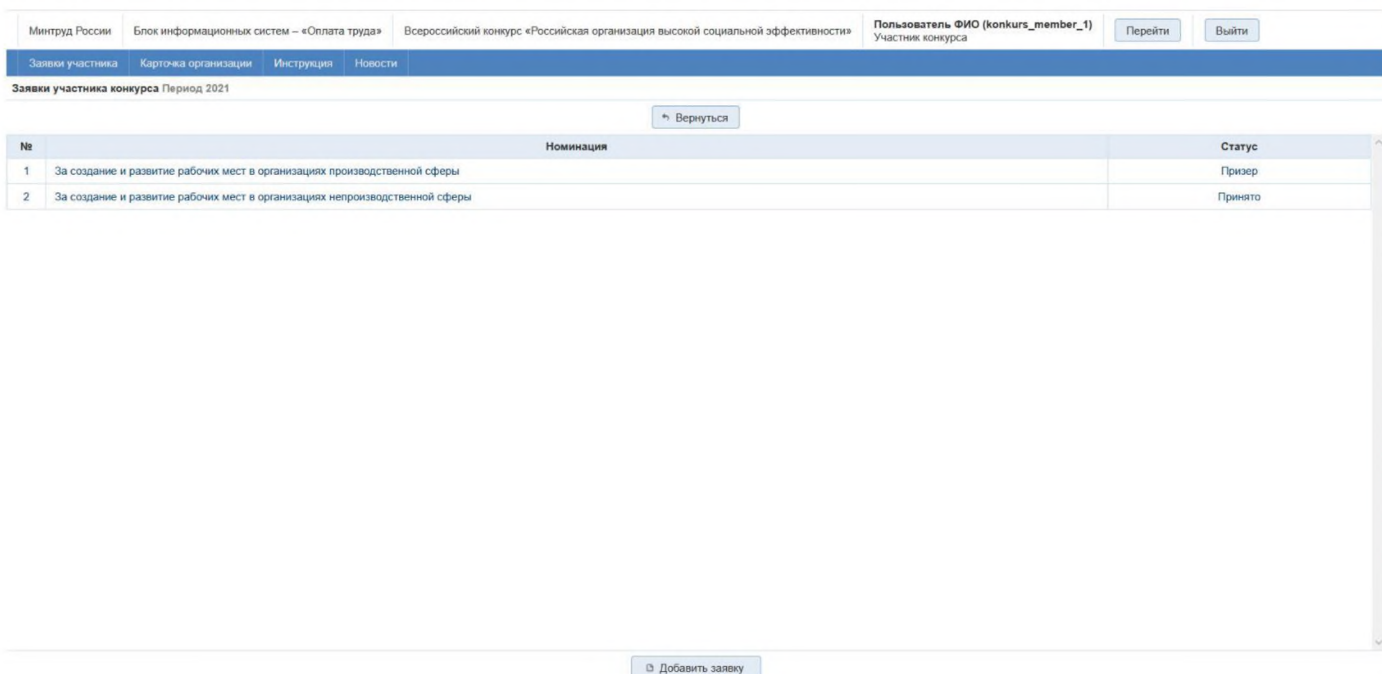 Минтруд России Блок информационных систем – «Оплата труда» Всероссийский конкурс «Российская организация высокой социальной эффективности» Пользователь ФИО (konkurs_member_1) Перейти Выйти
Участник конкурса
Заявки участника Карточка организации Инструкция Новости
Заявки участника конкурса Период 2021
Вернуться
№ Номинация Статус
1 За создание и развитие рабочих мест в организациях производственной сферы Призер
2 За создание и развитие рабочих мест в организациях непроизводственной сферы Принято
Добавить заявку